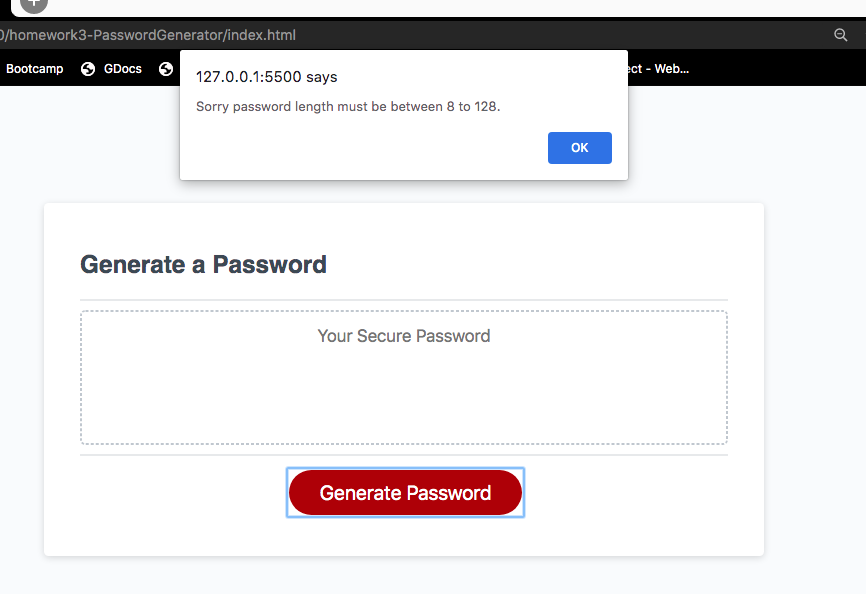 0/homework3-PasswordGenerator/index.html
Bootcamp GDocs ect - Web...
127.0.0.1:5500 says
Sorry password length must be between 8 to 128.
OK
Generate a Password
Your Secure Password
Generate Password